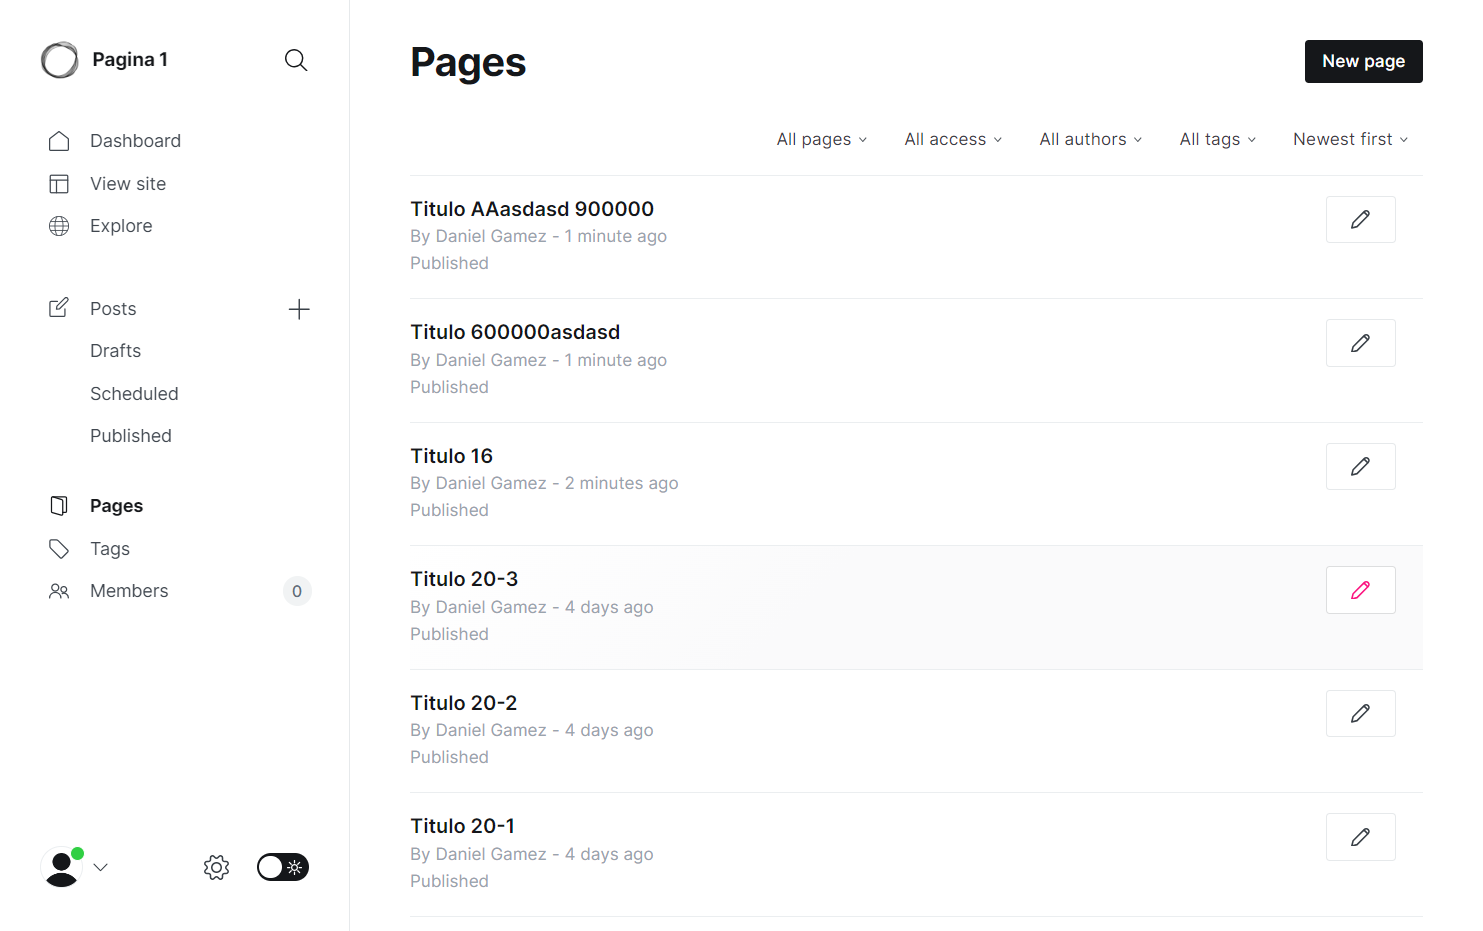 Pagina 1
Dashboard
View site
Explore
Posts
Drafts
Scheduled
Published
Pages
Tags
Members
0
Pages
New page
All pages
All access
All authors
All tags
Newest first
Titulo AAasdasd 900000
By Daniel Gamez - 1 minute ago
Published
Titulo 600000asdasd
By Daniel Gamez - 1 minute ago
Published
Titulo 16
By Daniel Gamez - 2 minutes ago
Published
Titulo 20-3
By Daniel Gamez - 4 days ago
Published
Titulo 20-2
By Daniel Gamez - 4 days ago
Published
Titulo 20-1
By Daniel Gamez - 4 days ago
Published